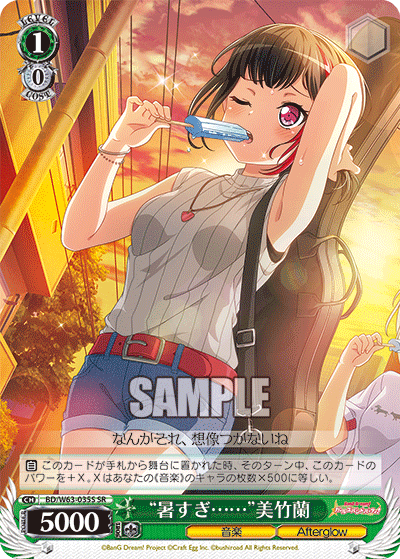 LEVEL
1
0
COST
SAMPLE
なんかそれ、想像つかないね
このカードが手札から舞台に置かれた時、そのターン中、このカードの
パワーを＋X。Xはあなたの《音楽》のキャラの枚数×500に等しい。
CH BD/W63-035S SR
5000
“暑すぎ……”美竹蘭
音楽
Afterglow
©BanG Dream! Project ©Craft Egg Inc. ©bushiroad All Rights Reserved.